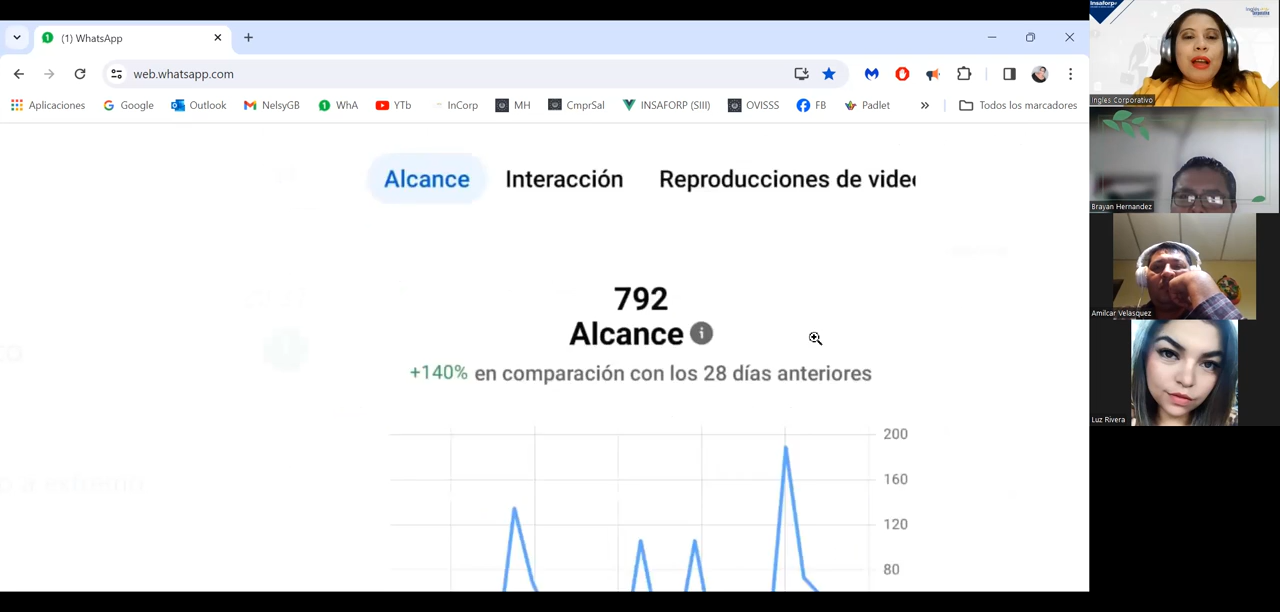 (1) WhatsApp
web.whatsapp.com
Aplicaciones Google Outlook NelsyGB WhA YTb InCorp MH CmprSal INSAFORP (SIII) OVISSS FB Padlet » Todos los marcadores
Alcance Interacción Reproducciones de vide
792
Alcance
+140% en comparación con los 28 días anteriores
200
160
120
80
Insaforp
Ingles Corporativo
Brayan Hernandez
Amilcar Velasquez
Luz Rivera